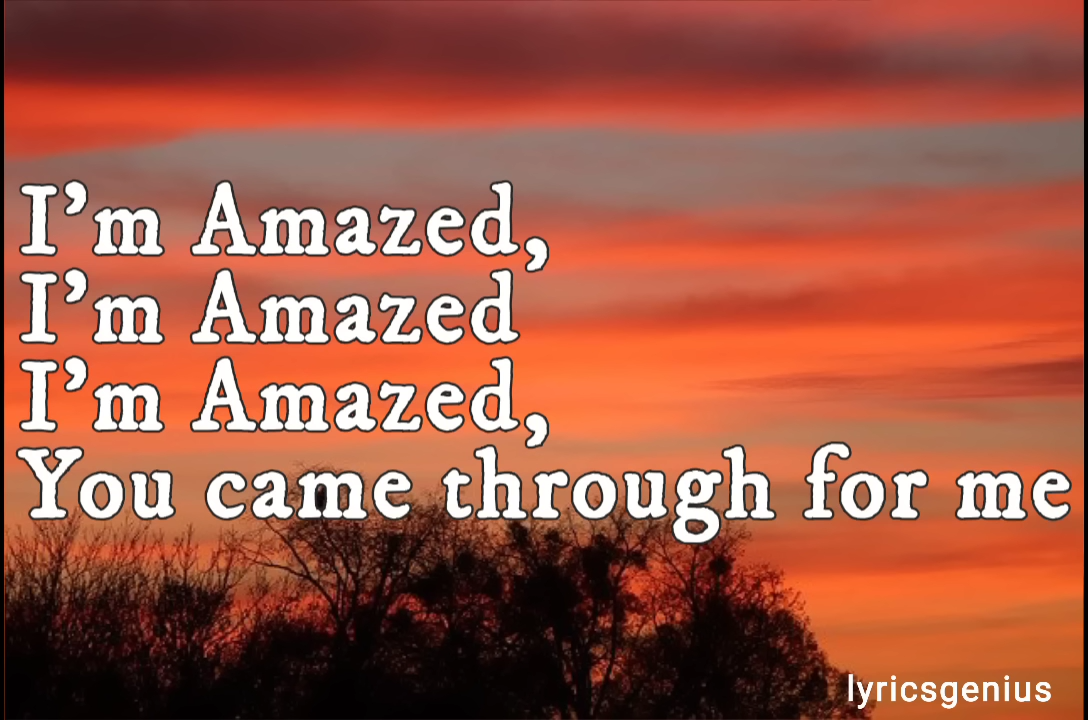 I’m Amazed,
I’m Amazed
I’m Amazed,
You came through for me
lyricsgenius